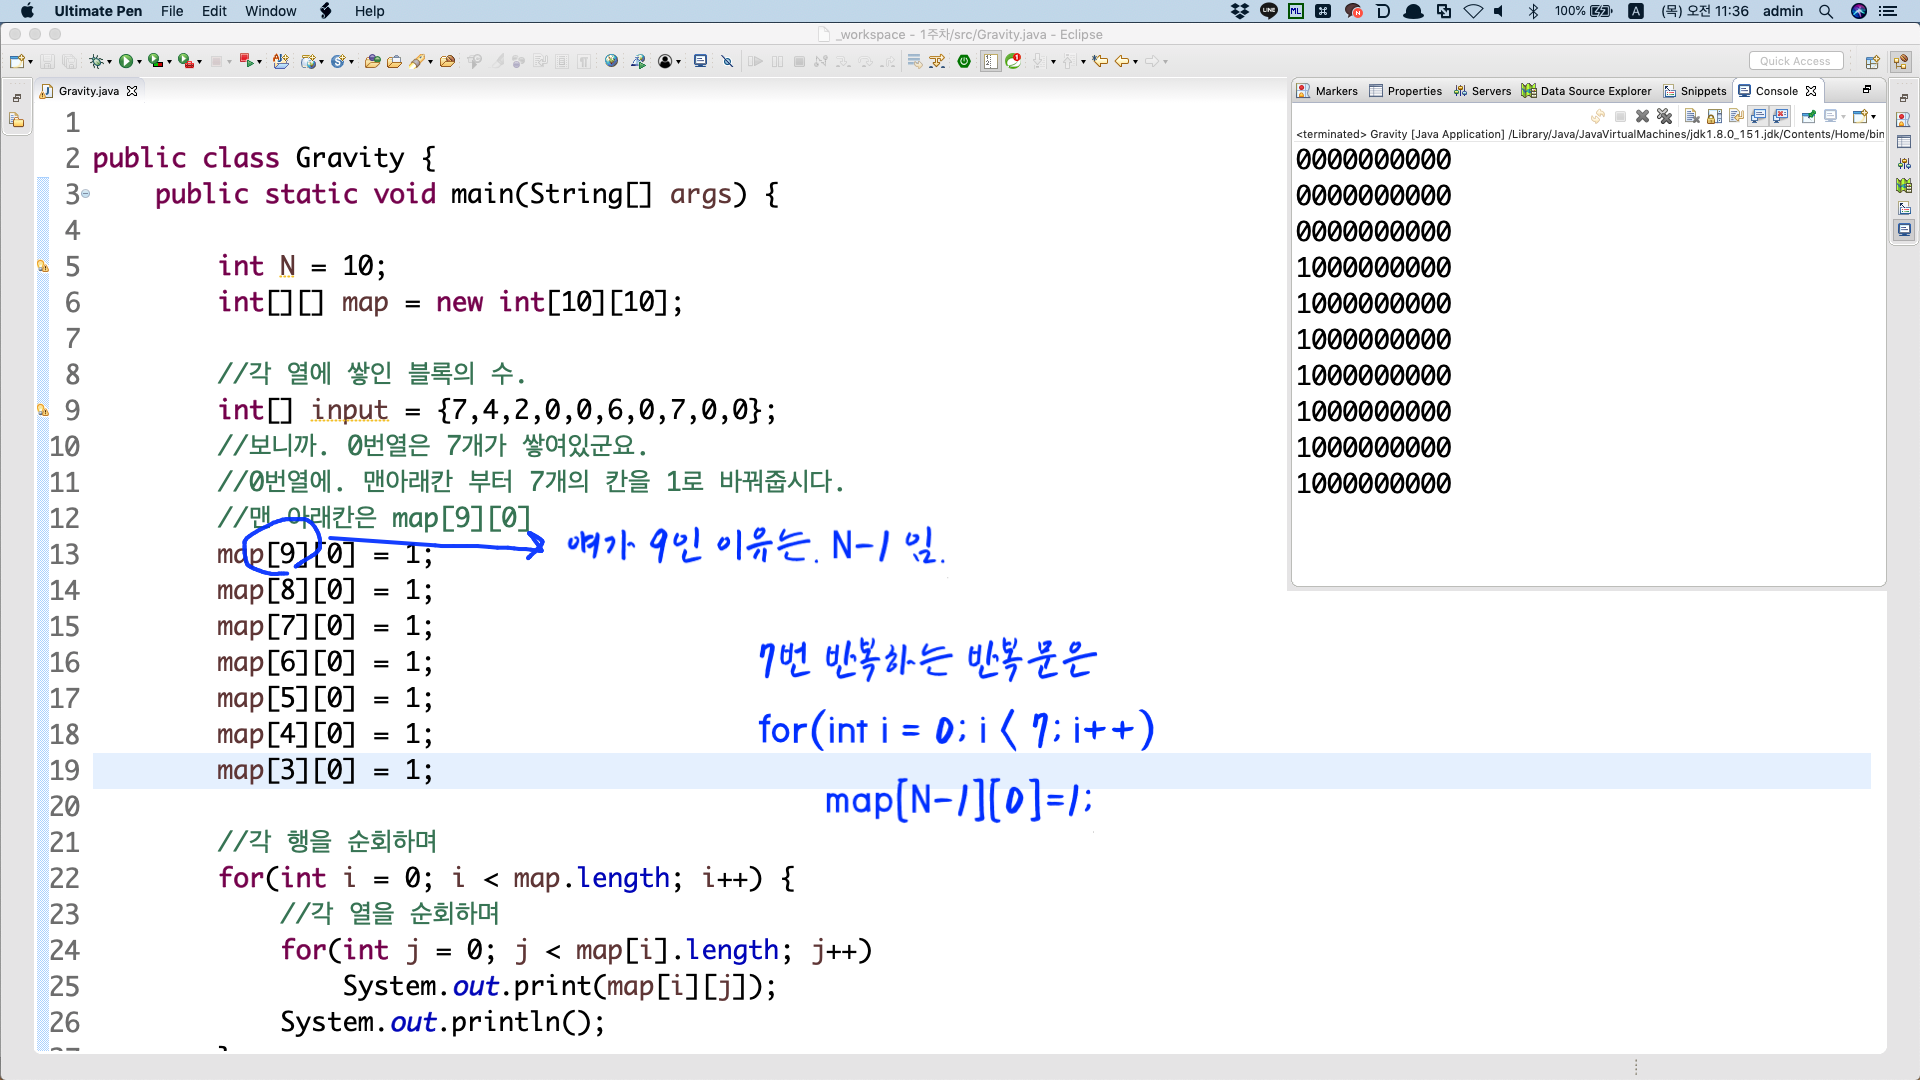 Ultimate Pen File Edit Window Help
100% A (목) 오전 11:36 admin
_workspace - 1주차/src/Gravity.java - Eclipse
Quick Access
Gravity.java
1
2 public class Gravity {
3 public static void main(String[] args) {
4
5 int N = 10;
6 int[][] map = new int[10][10];
7
8 //각 열에 쌓인 블록의 수.
9 int[] input = {7,4,2,0,0,6,0,7,0,0};
10 //보니까. 0번열은 7개가 쌓여있군요.
11 //0번열에. 맨아래칸 부터 7개의 칸을 1로 바꿔줍시다.
12 //맨 아래칸은 map[9][0]
13 map[9][0] = 1;
여가 9인 이유는. N-1 임.
14 map[8][0] = 1;
15 map[7][0] = 1;
16 map[6][0] = 1;
7번 반복하는 반복문은
17 map[5][0] = 1;
18 map[4][0] = 1;
for(int i = 0; i < 7; i++)
19 map[3][0] = 1;
map[N-1][0]=1;
20
21 //각 행을 순회하며
22 for(int i = 0; i < map.length; i++) {
23 //각 열을 순회하며
24 for(int j = 0; j < map[i].length; j++)
25 System.out.print(map[i][j]);
26 System.out.println();
Markers Properties Servers Data Source Explorer Snippets Console
<terminated> Gravity [Java Application] /Library/Java/JavaVirtualMachines/jdk1.8.0_151.jdk/Contents/Home/bin
0000000000
0000000000
0000000000
1000000000
1000000000
1000000000
1000000000
1000000000
1000000000
1000000000